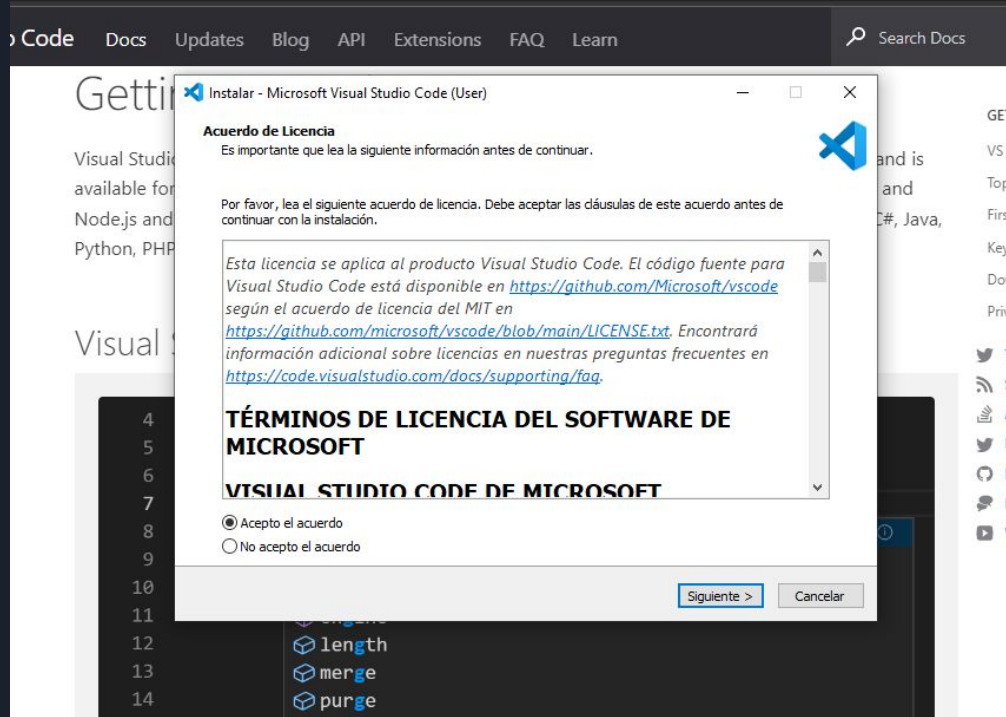 Code Docs Updates Blog API Extensions FAQ Learn Search Docs
Instalar - Microsoft Visual Studio Code (User)
Acuerdo de Licencia
Es importante que lea la siguiente información antes de continuar.
Por favor, lea el siguiente acuerdo de licencia. Debe aceptar las cláusulas de este acuerdo antes de
continuar con la instalación.
Esta licencia se aplica al producto Visual Studio Code. El código fuente para
Visual Studio Code está disponible en https://github.com/Microsoft/vscode
según el acuerdo de licencia del MIT en
https://github.com/microsoft/vscode/blob/main/LICENSE.txt. Encontrará
información adicional sobre licencias en nuestras preguntas frecuentes en
https://code.visualstudio.com/docs/supporting/faq.
TÉRMINOS DE LICENCIA DEL SOFTWARE DE
MICROSOFT
VISUAL STUDIO CODE DE MICROSOFT
Acepto el acuerdo
No acepto el acuerdo
Siguiente > Cancelar
Visual and is
available for and
Node.js and C#, Java,
Python, PHP
Visual
4
5
6
7
8
9
10
11
12 length
13 merge
14 purge
VS